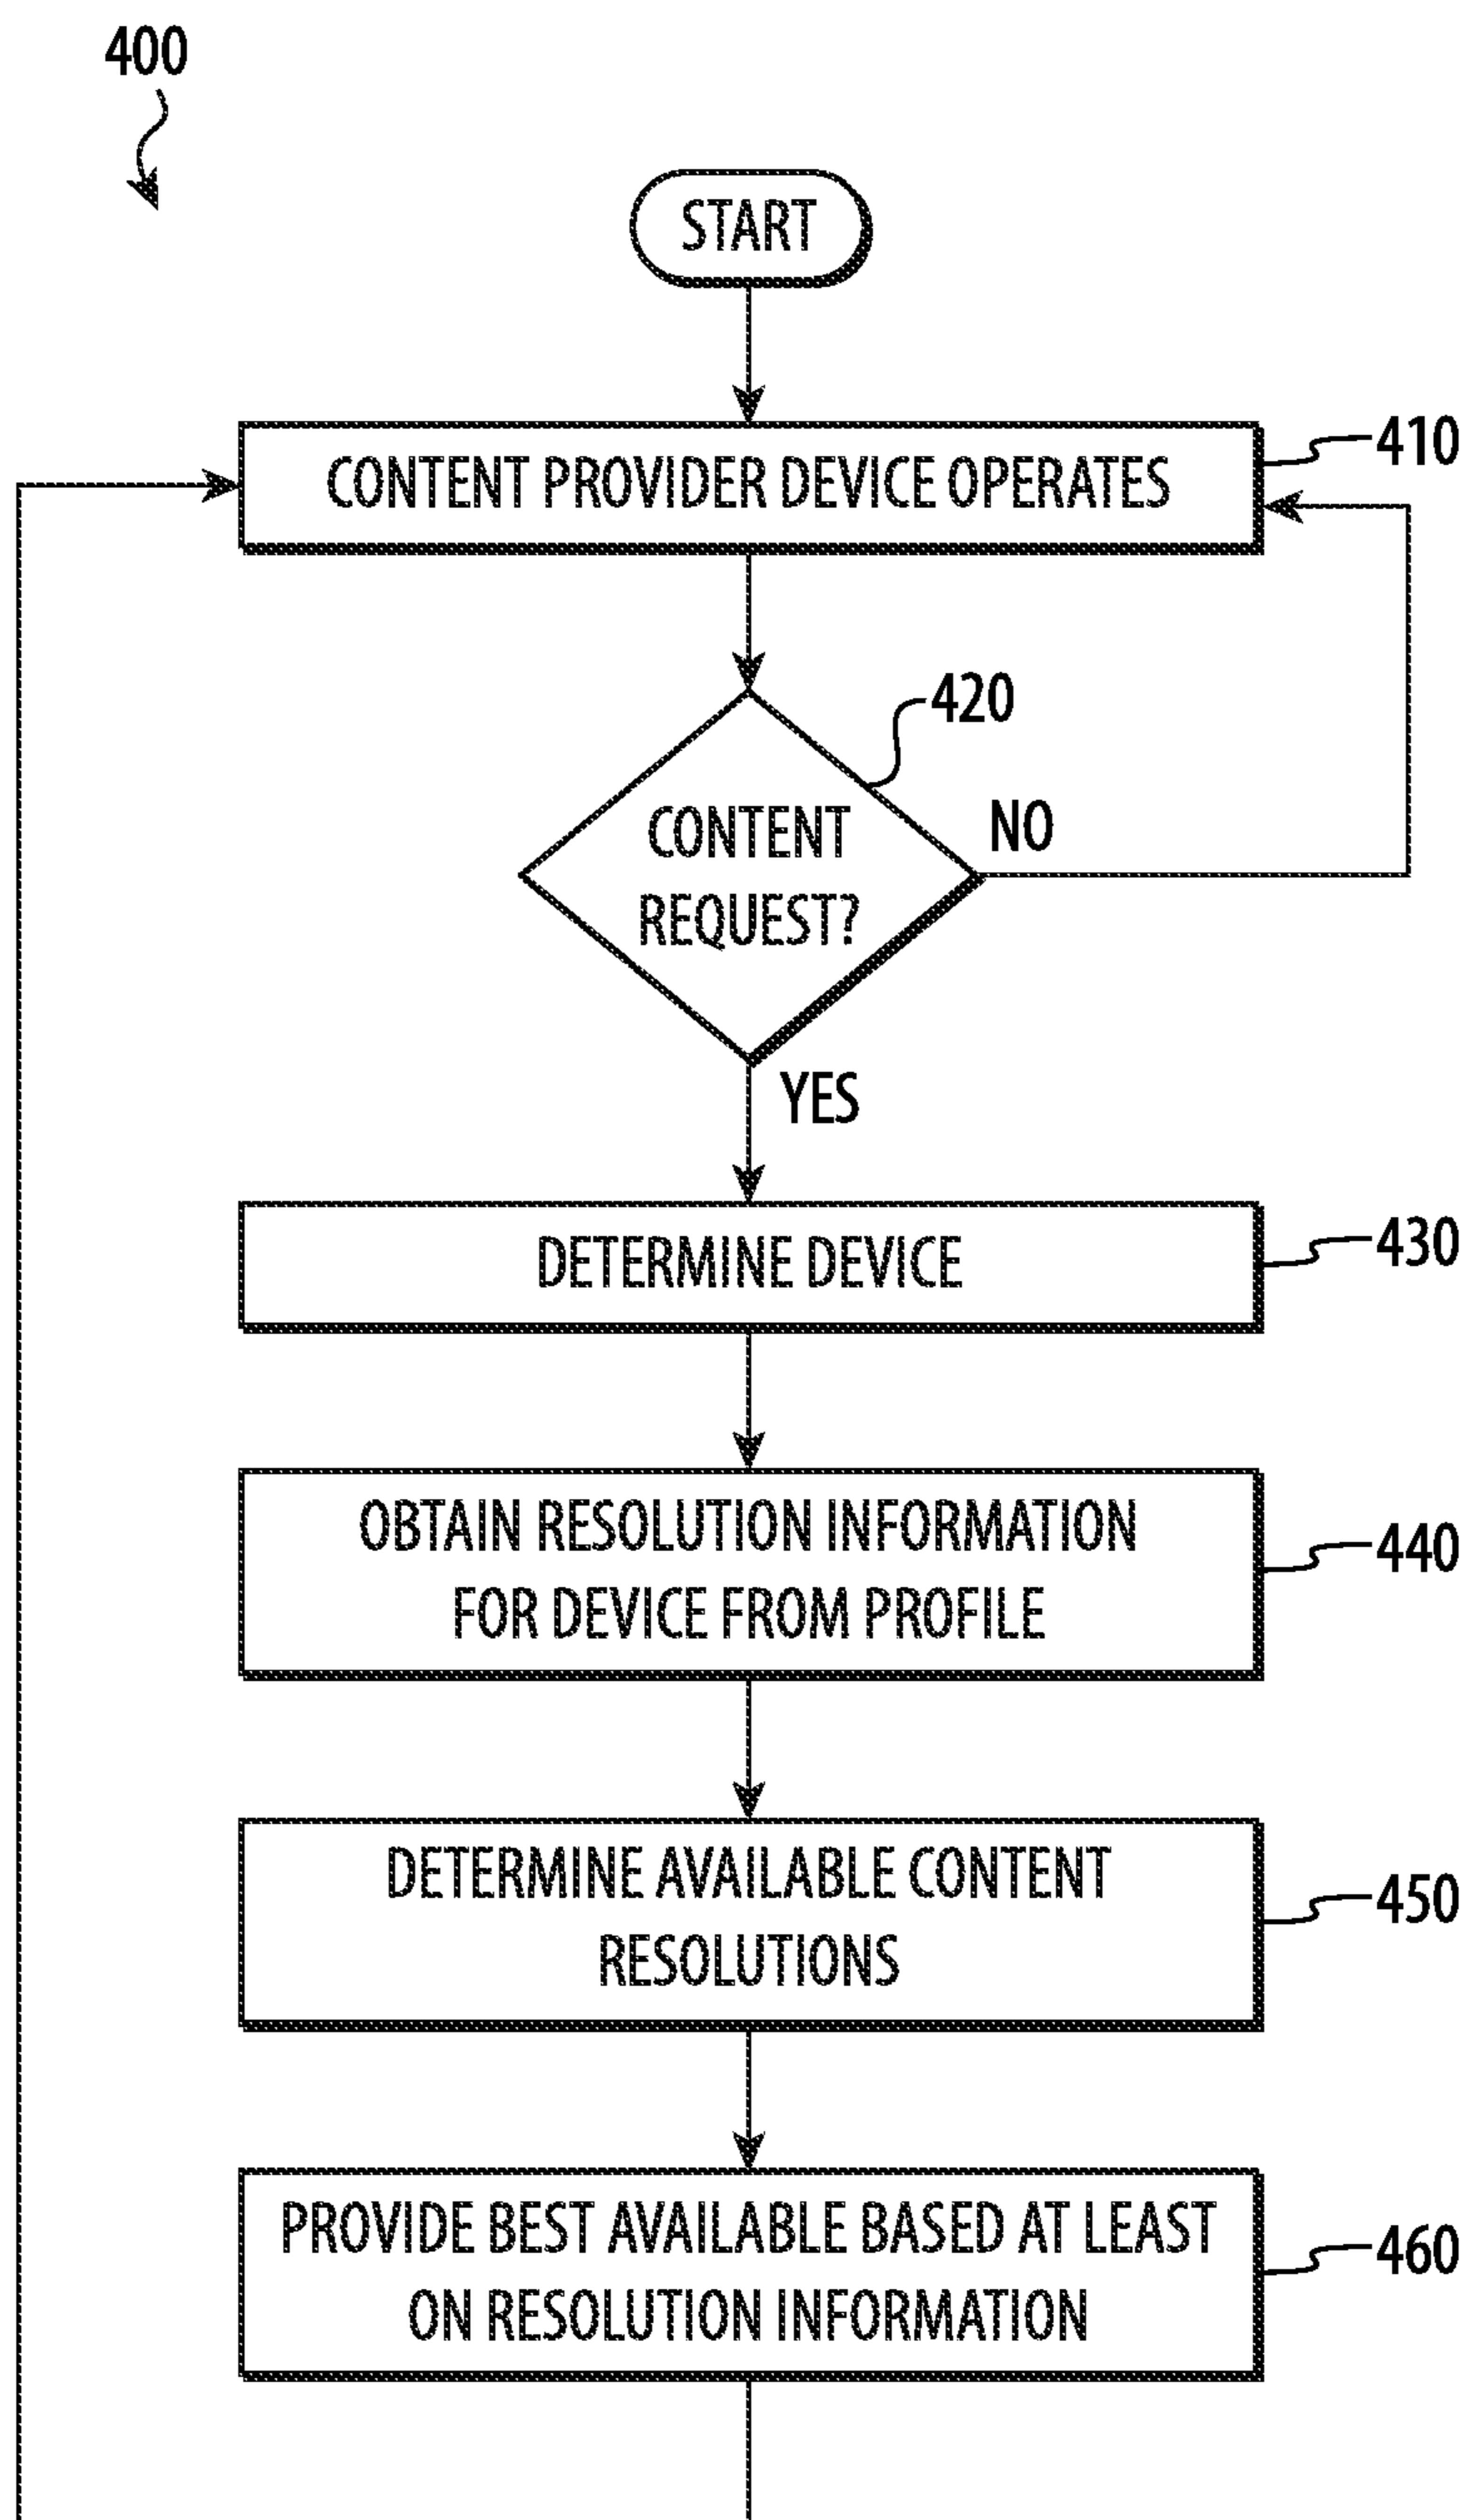 400
START
CONTENT PROVIDER DEVICE OPERATES
410
420
CONTENT
REQUEST?
NO
YES
DETERMINE DEVICE
430
OBTAIN RESOLUTION INFORMATION
FOR DEVICE FROM PROFILE
440
DETERMINE AVAILABLE CONTENT
RESOLUTIONS
450
PROVIDE BEST AVAILABLE BASED AT LEAST
ON RESOLUTION INFORMATION
460